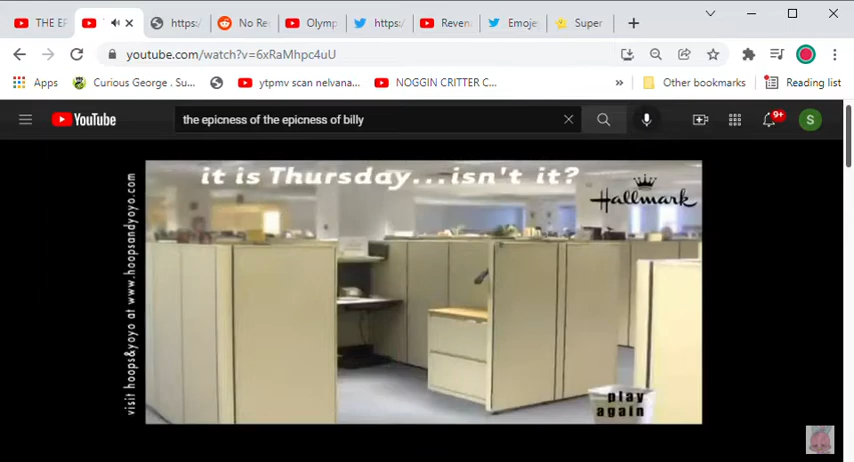 THE EP
https:/
No Re
Olymp
https:/
Reven
Emoje
Super
youtube.com/watch?v=6xRaMhpc4uU
Apps
Curious George . Su...
ytpmv scan nelvana...
NOGGIN CRITTER C...
»
Other bookmarks
Reading list
YouTube
the epicness of the epicness of billy
9+
S
it is Thursday...isn't it?
Hallmark
visit hoops&yoyo at www.hoopsandyoyo.com
play
again